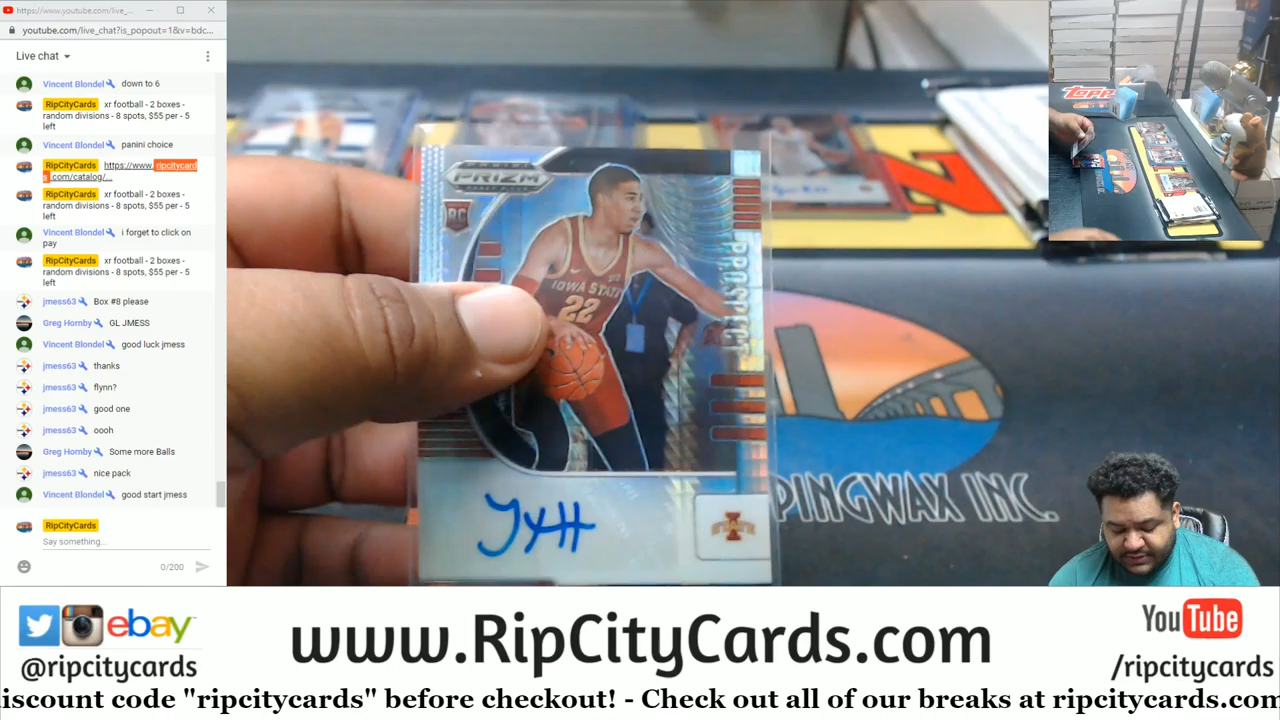 https://www.youtube.com/live_...
youtube.com/live_chat?is_popout=1&v=bdc...
Live chat
Vincent Blondel down to 6
RipCityCards xr football - 2 boxes -
random divisions - 8 spots, $55 per - 5
left
Vincent Blondel panini choice
RipCityCards https://www.ripcitycard
s.com/catalog/...
RipCityCards xr football - 2 boxes -
random divisions - 8 spots, $55 per - 5
left
Vincent Blondel i forget to click on
pay
RipCityCards xr football - 2 boxes -
random divisions - 8 spots, $55 per - 5
left
jmess63 Box #8 please
Greg Hornby GL JMESS
Vincent Blondel good luck jmess
jmess63 thanks
jmess63 flynn?
jmess63 good one
jmess63 oooh
Greg Hornby Some more Balls
jmess63 nice pack
Vincent Blondel good start jmess
RipCityCards
Say something...
0/200
PRIZM
RC
IOWA STATE
22
STATE
PINGWAX INC.
TOPPS
ebay
@ripcitycards
www.RipCityCards.com
YouTube
/ripcitycards
iscount code "ripcitycards" before checkout! - Check out all of our breaks at ripcitycards.com